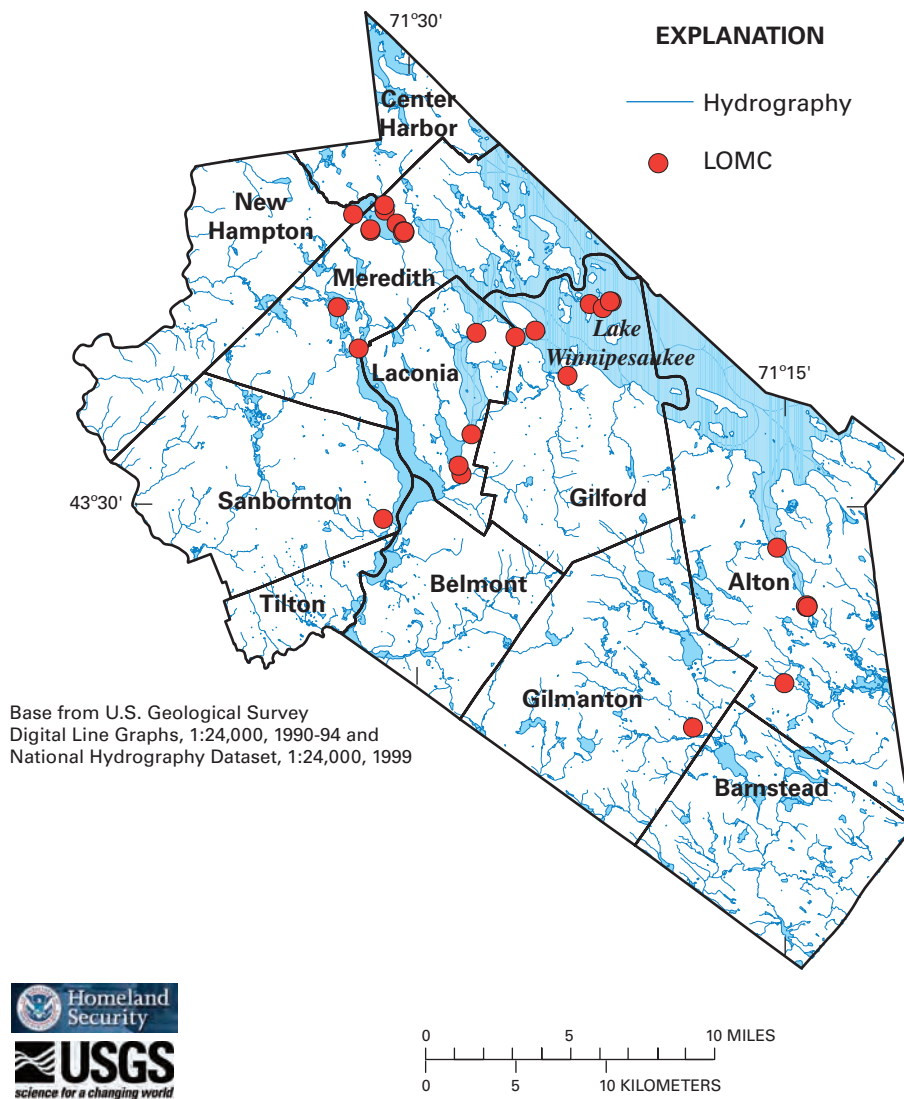 71°30'
EXPLANATION
Hydrography
LOMC
Center
Harbor
New
Hampton
Meredith
Lake
Winnipesaukee
Laconia
71°15'
43°30'
Sanbornton
Gilford
Tilton
Belmont
Alton
Gilmanton
Barnstead
Base from U.S. Geological Survey
Digital Line Graphs, 1:24,000, 1990-94 and
National Hydrography Dataset, 1:24,000, 1999
Homeland
Security
USGS
science for a changing world
0 5 10 MILES
0 5 10 KILOMETERS